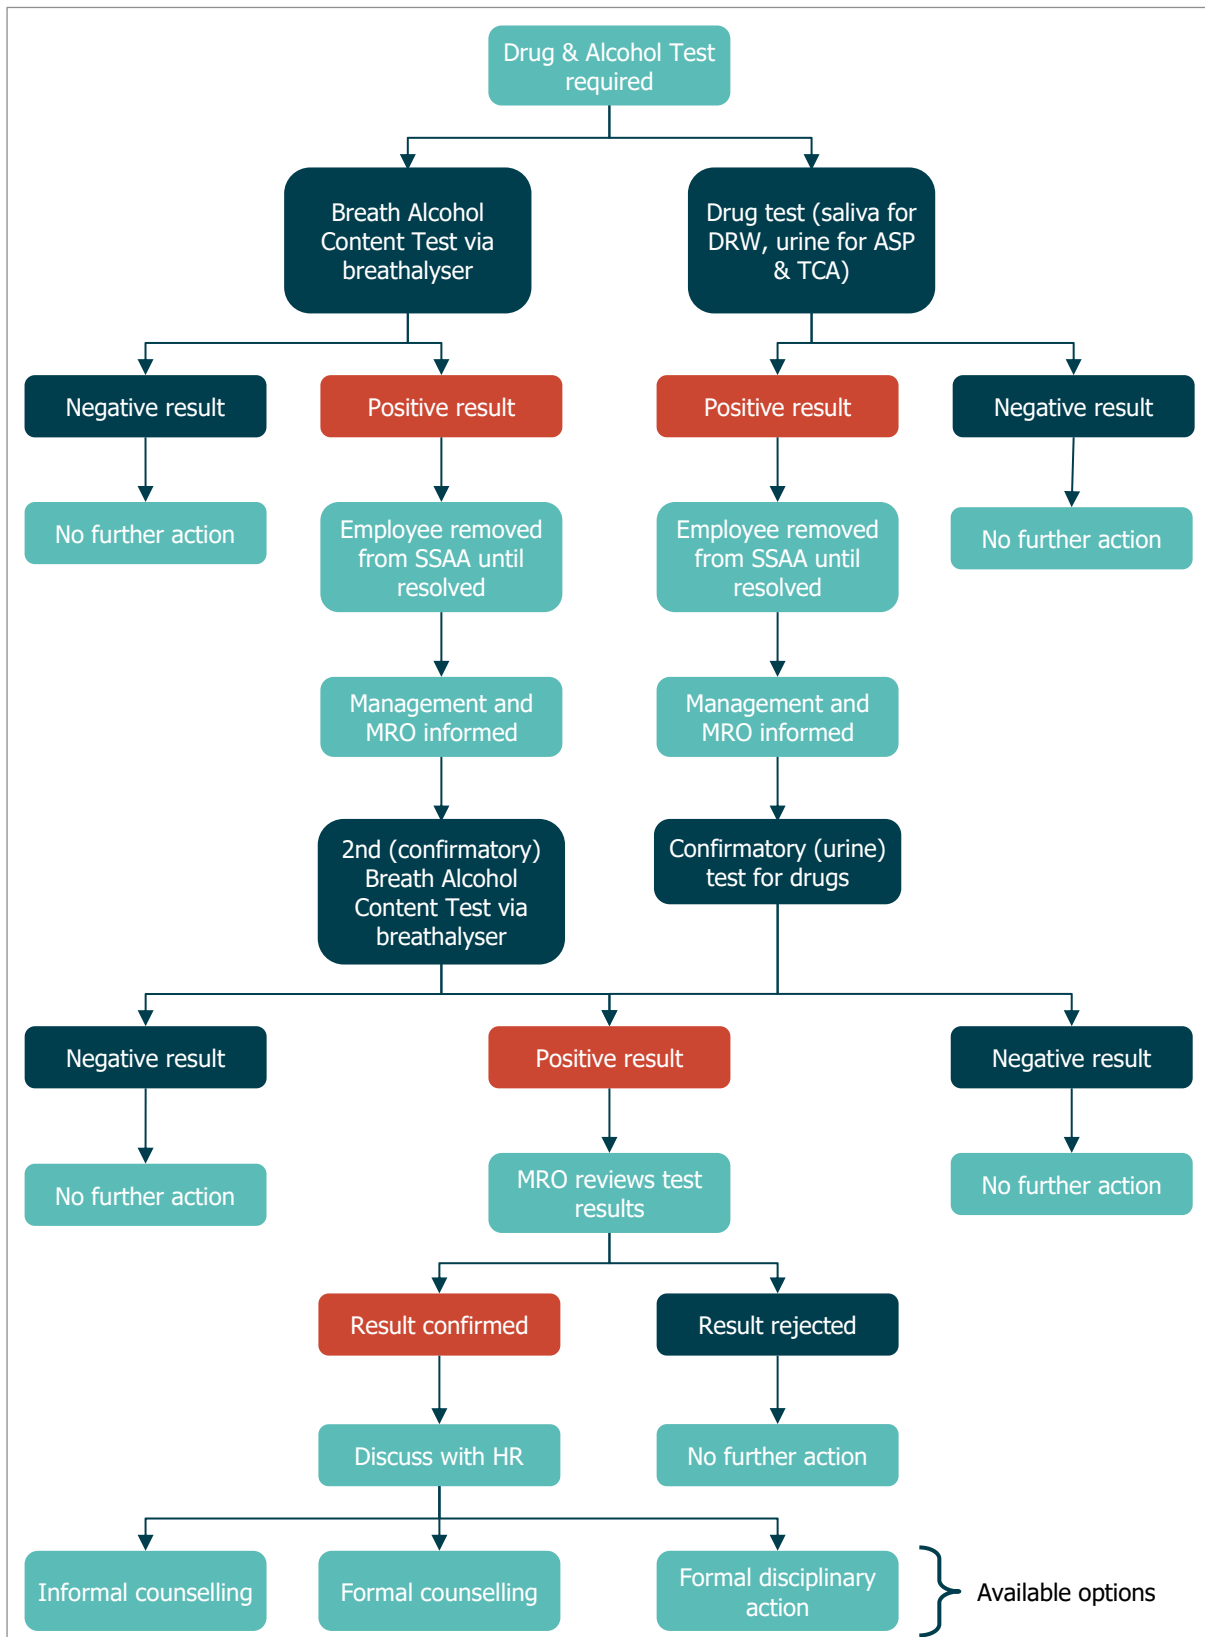 Drug & Alcohol Test
required
Breath Alcohol
Content Test via
breathalyser
Drug test (saliva for
DRW, urine for ASP
& TCA)
Negative result
Positive result
Positive result
Negative result
No further action
Employee removed
from SSAA until
resolved
Employee removed
from SSAA until
resolved
No further action
Management and
MRO informed
Management and
MRO informed
2nd (confirmatory)
Breath Alcohol
Content Test via
breathalyser
Confirmatory (urine)
test for drugs
Negative result
Positive result
Negative result
No further action
MRO reviews test
results
No further action
Result confirmed
Result rejected
Discuss with HR
No further action
Informal counselling
Formal counselling
Formal disciplinary
action
Available options